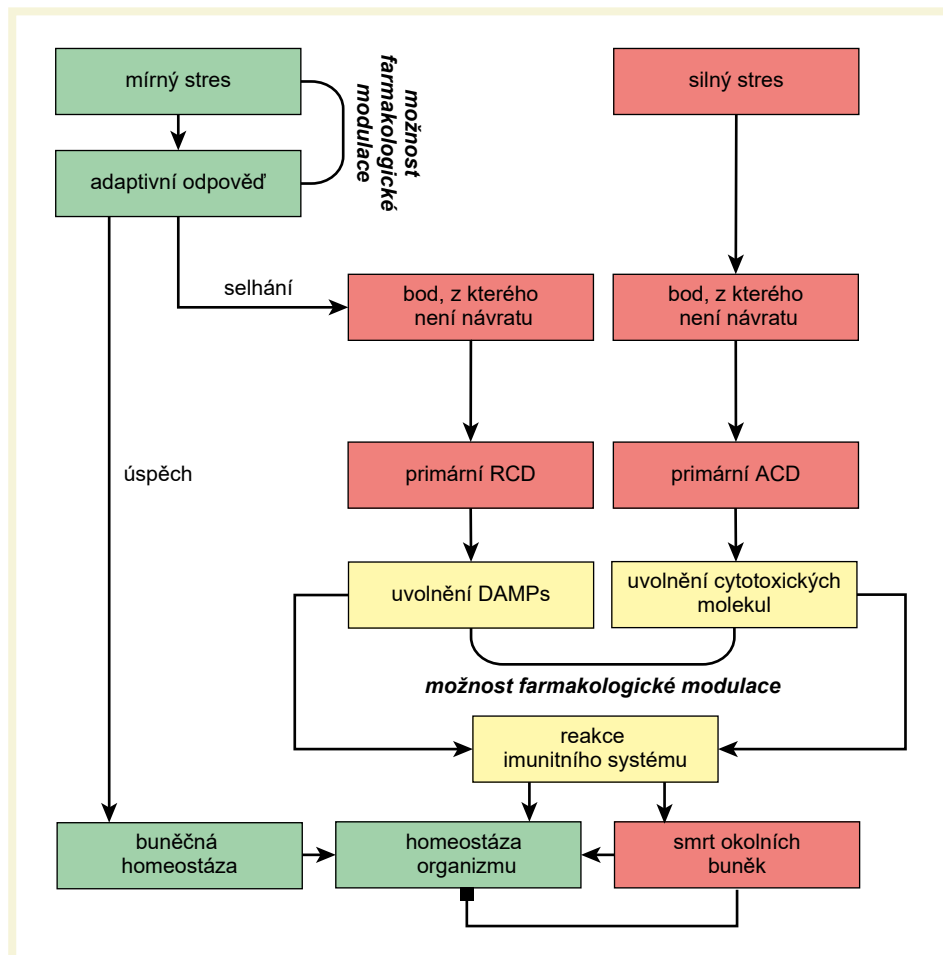 mírný stres
možnost
farmakologické
modulace
silný stres
adaptivní odpověď
selhání
bod, z kterého
není návratu
bod, z kterého
není návratu
úspěch
primární RCD
primární ACD
uvolnění DAMPs
uvolnění cytotoxických
molekul
možnost farmakologické modulace
reakce
imunitního systému
buněčná
homeostáza
homeostáza
organizmu
smrt okolních
buněk